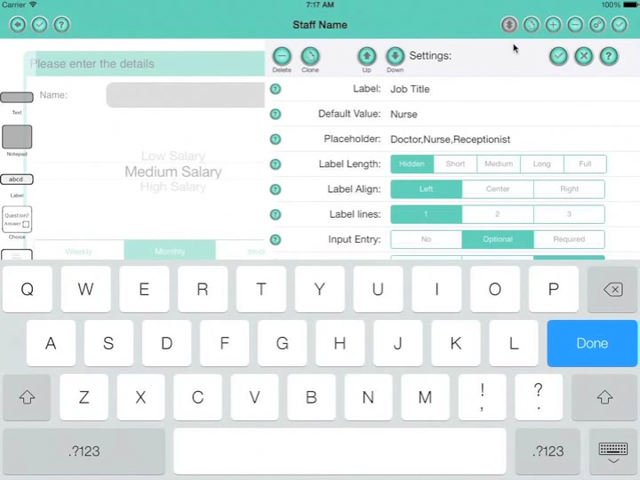 Carrier 7:17 AM 100%
Staff Name
Please enter the details
Name:
Text
Notepad
abcd
Label
Question?
Answer
Choice
Low Salary
Medium Salary
High Salary
Weekly Monthly
Delete Clone Up Down Settings:
Label: Job Title
Default Value: Nurse
Placeholder: Doctor,Nurse,Receptionist
Label Length: Hidden Short Medium Long Full
Label Align: Left Center Right
Label lines: 1 2 3
Input Entry: No Optional Required
Q W E R T Y U I O P
A S D F G H J K L Done
Z X C V B N M ! , ? .
.?123 .?123